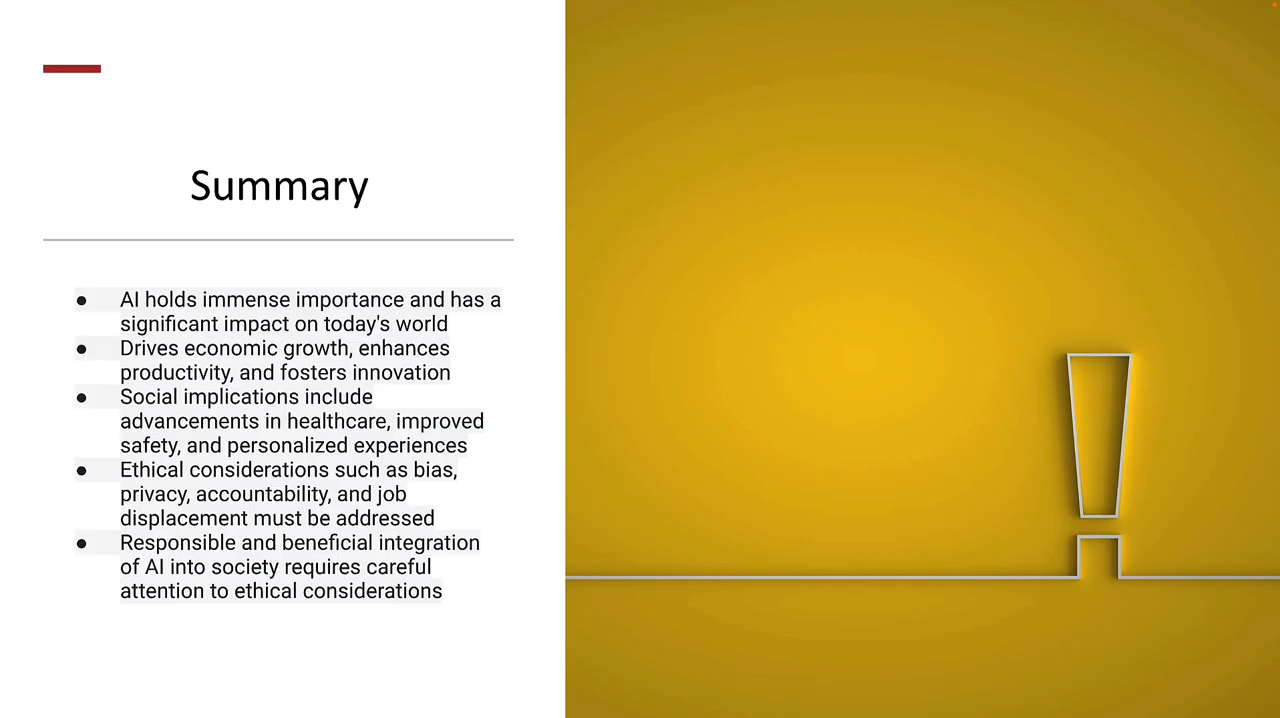 Summary
● AI holds immense importance and has a
significant impact on today's world
● Drives economic growth, enhances
productivity, and fosters innovation
● Social implications include
advancements in healthcare, improved
safety, and personalized experiences
● Ethical considerations such as bias,
privacy, accountability, and job
displacement must be addressed
● Responsible and beneficial integration
of AI into society requires careful
attention to ethical considerations